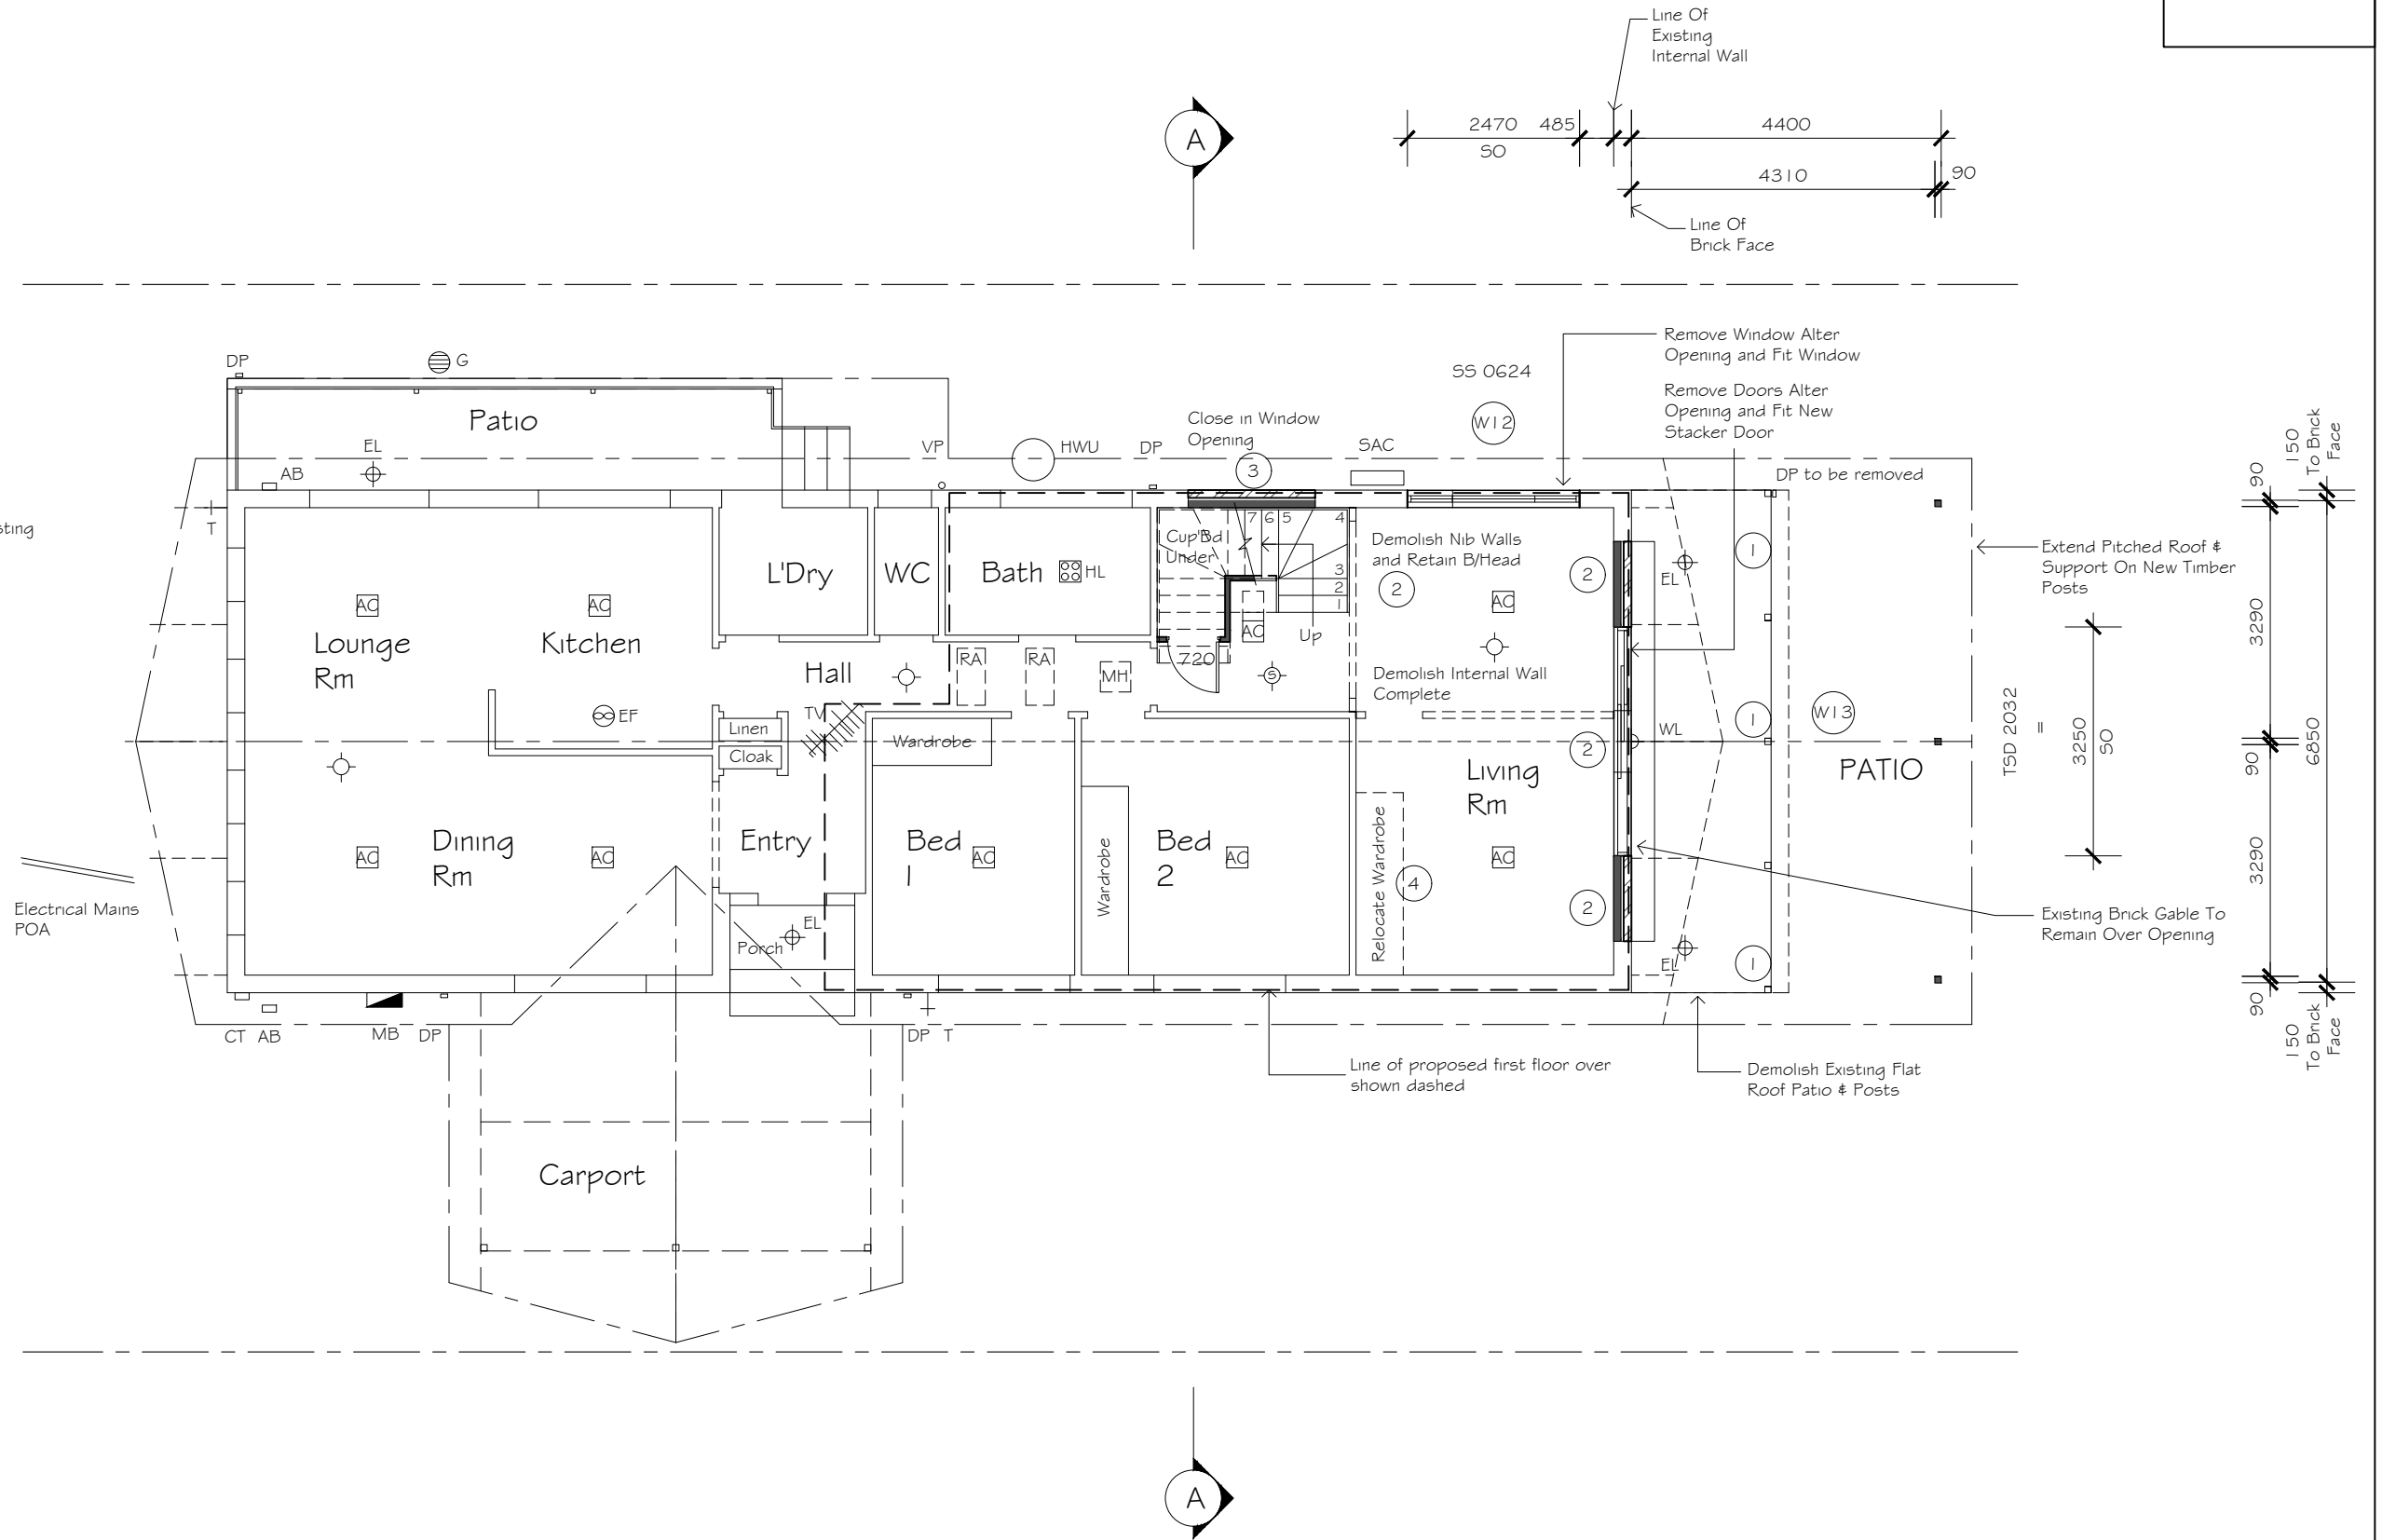 Line Of
Existing
Internal Wall
A
2470
485
4400
SO
4310
90
Line Of
Brick Face
Remove Window Alter
Opening and Fit Window
SS 0624
Remove Doors Alter
Opening and Fit New
Stacker Door
W12
Close in Window
Opening
DP
G
Patio
EL
AB
VP
HWU
DP
3
SAC
DP to be removed
90
150
To Brick
Face
sting
T
7
6
5
4
3
2
1
Cup'Bd
Under
Demolish Nib Walls
and Retain B/Head
2
2
1
EL
Extend Pitched Roof &
Support On New Timber
Posts
L'Dry
WC
Bath
HL
AC
AC
AC
AC
Up
Lounge
Rm
Kitchen
Hall
RA
RA
MH
720
S
Demolish Internal Wall
Complete
3290
EF
TV
Linen
Cloak
Wardrobe
2
WL
1
W13
PATIO
TSD 2032
=
3250
SO
90
6850
Living
Rm
Dining
Rm
Entry
Bed
1
Wardrobe
Bed
2
Relocate Wardrobe
AC
AC
AC
AC
AC
4
2
3290
Electrical Mains
POA
EL
Porch
EL
1
Existing Brick Gable To
Remain Over Opening
90
150
To Brick
Face
CT
AB
MB
DP
DP
T
Line of proposed first floor over
shown dashed
Demolish Existing Flat
Roof Patio & Posts
Carport
A